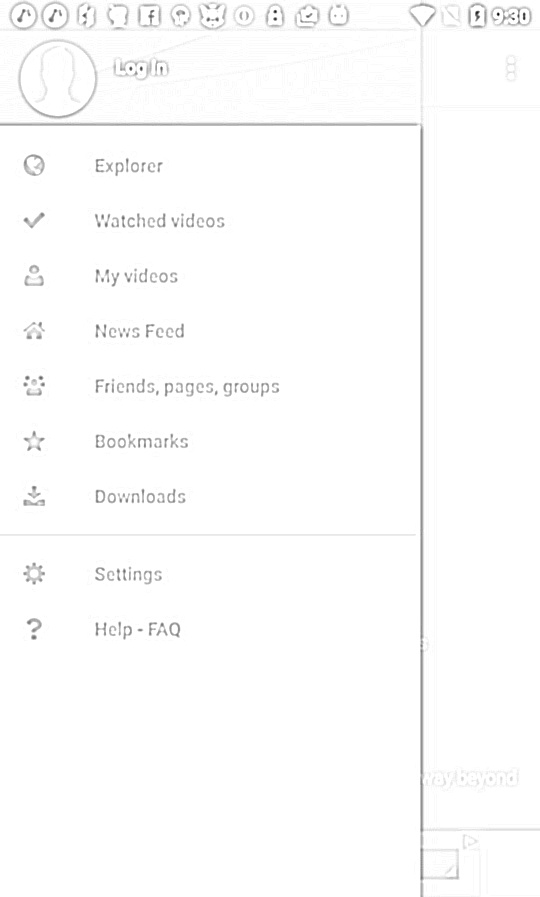 9:30
Log In
Explorer
Watched videos
My videos
News Feed
Friends, pages, groups
Bookmarks
Downloads
Settings
Help - FAQ
s
way beyond